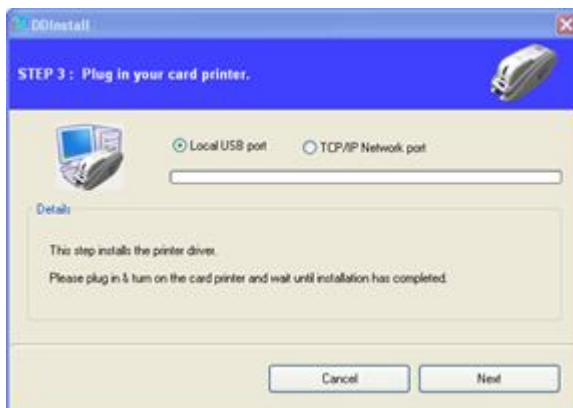 DDInstall
STEP 3 : Plug in your card printer.
Local USB port
TCP/IP Network port
Details
This step installs the printer driver.
Please plug in & turn on the card printer and wait until installation has completed.
Cancel
Next